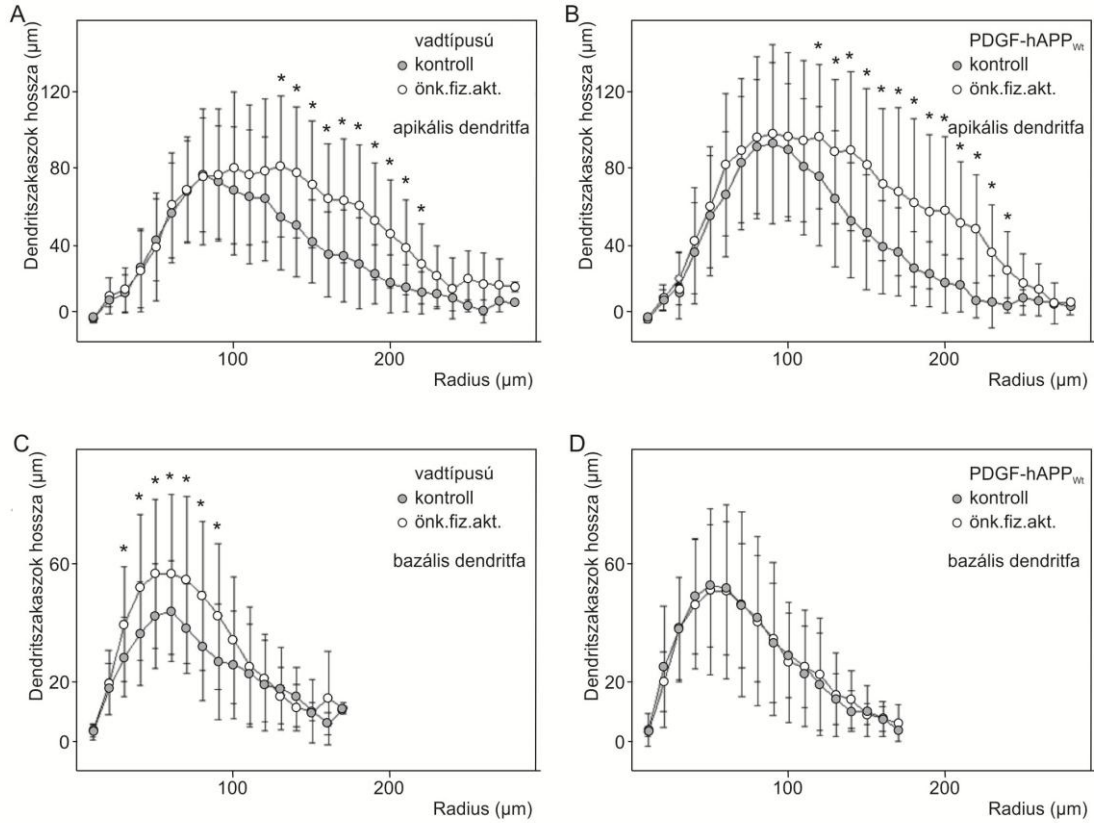 A
Dendritszakaszok hossza (µm)
120
80
40
0
vadtípusú
kontroll
önk.fiz.akt.
apikális dendritfa
* * * * * * * * * *
100
200
Radius (µm)
B
Dendritszakaszok hossza (µm)
120
80
40
0
PDGF-hAPPWt
kontroll
önk.fiz.akt.
apikális dendritfa
* * * * * * * * * * * * *
100
200
Radius (µm)
C
Dendritszakaszok hossza (µm)
60
20
0
vadtípusú
kontroll
önk.fiz.akt.
bazális dendritfa
* * * * * * *
100
200
Radius (µm)
D
Dendritszakaszok hossza (µm)
60
20
0
PDGF-hAPPWt
kontroll
önk.fiz.akt.
bazális dendritfa
100
200
Radius (µm)